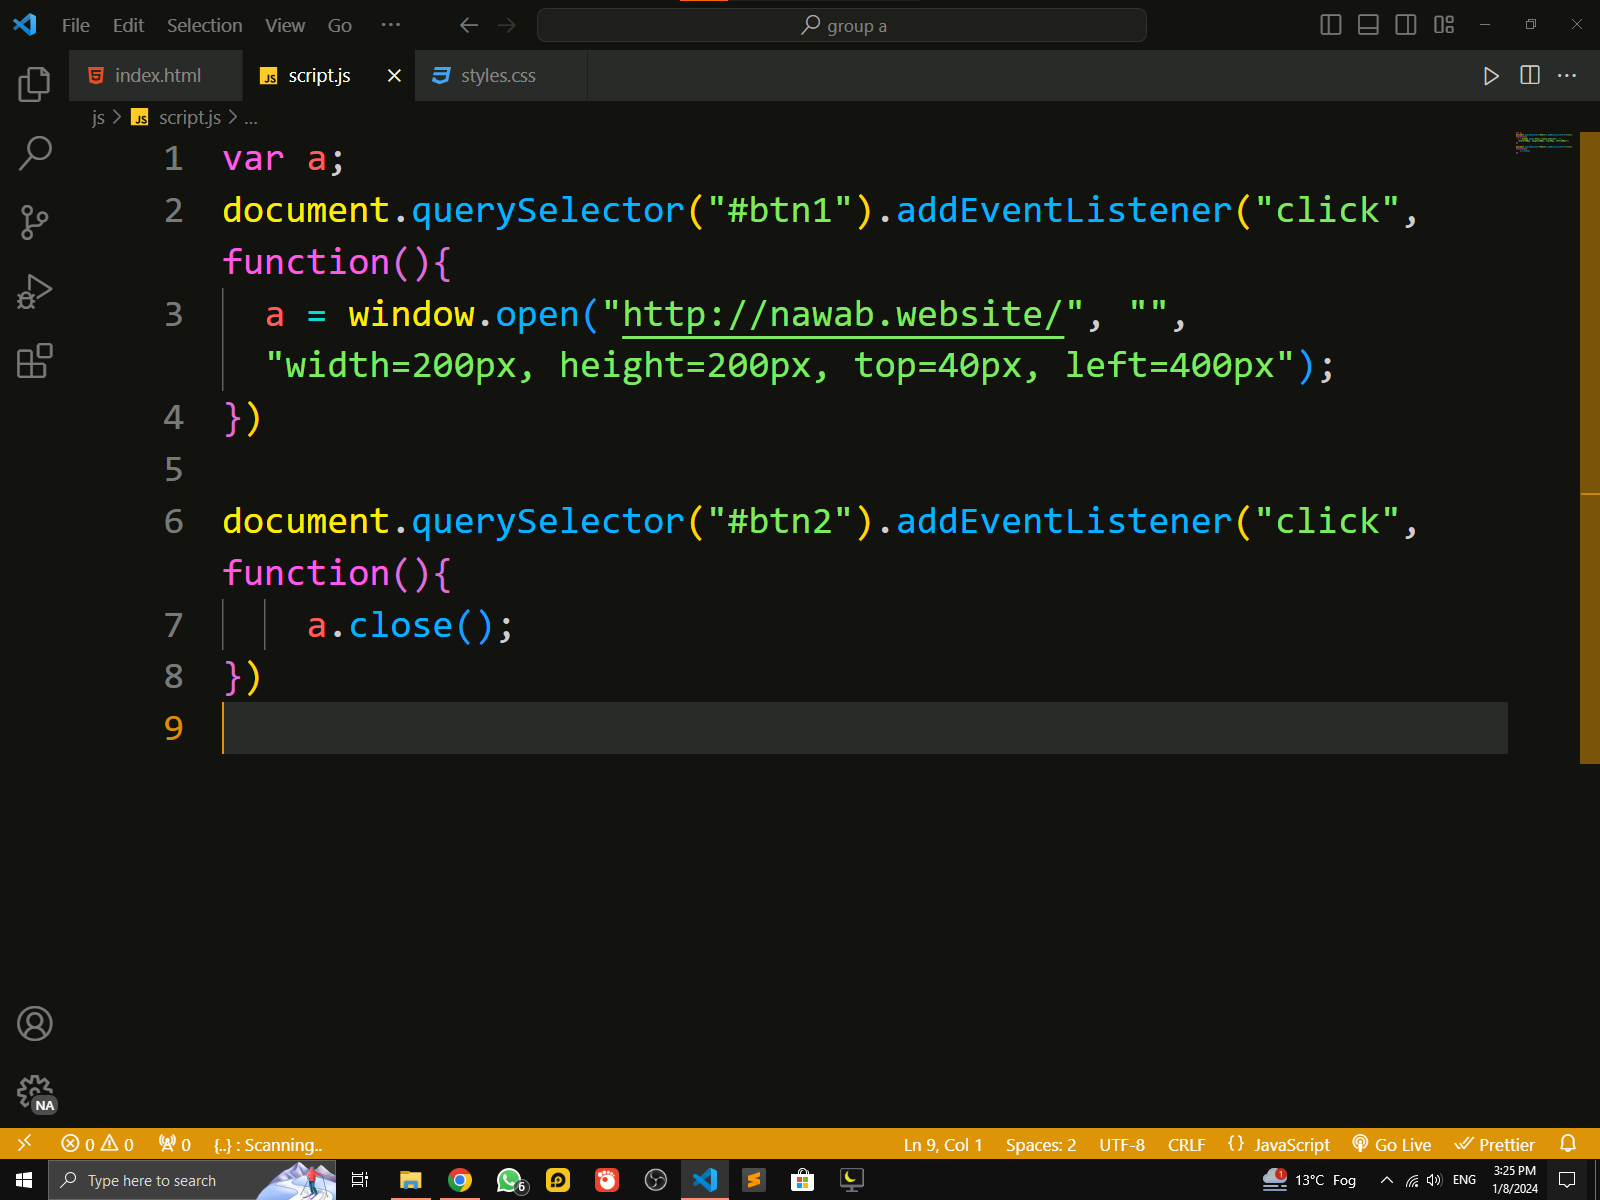 File Edit Selection View Go ···
group a
index.html
JS script.js
styles.css
js > JS script.js > ...
1 var a;
2 document.querySelector("#btn1").addEventListener("click",
function(){
3 a = window.open("http://nawab.website/", "",
"width=200px, height=200px, top=40px, left=400px");
4 })
5
6 document.querySelector("#btn2").addEventListener("click",
function(){
7 a.close();
8 })
9
NA
0 0 0 {..} : Scanning.. Ln 9, Col 1 Spaces: 2 UTF-8 CRLF {} JavaScript Go Live Prettier
Type here to search 6 1 13°C Fog ENG 3:25 PM
1/8/2024